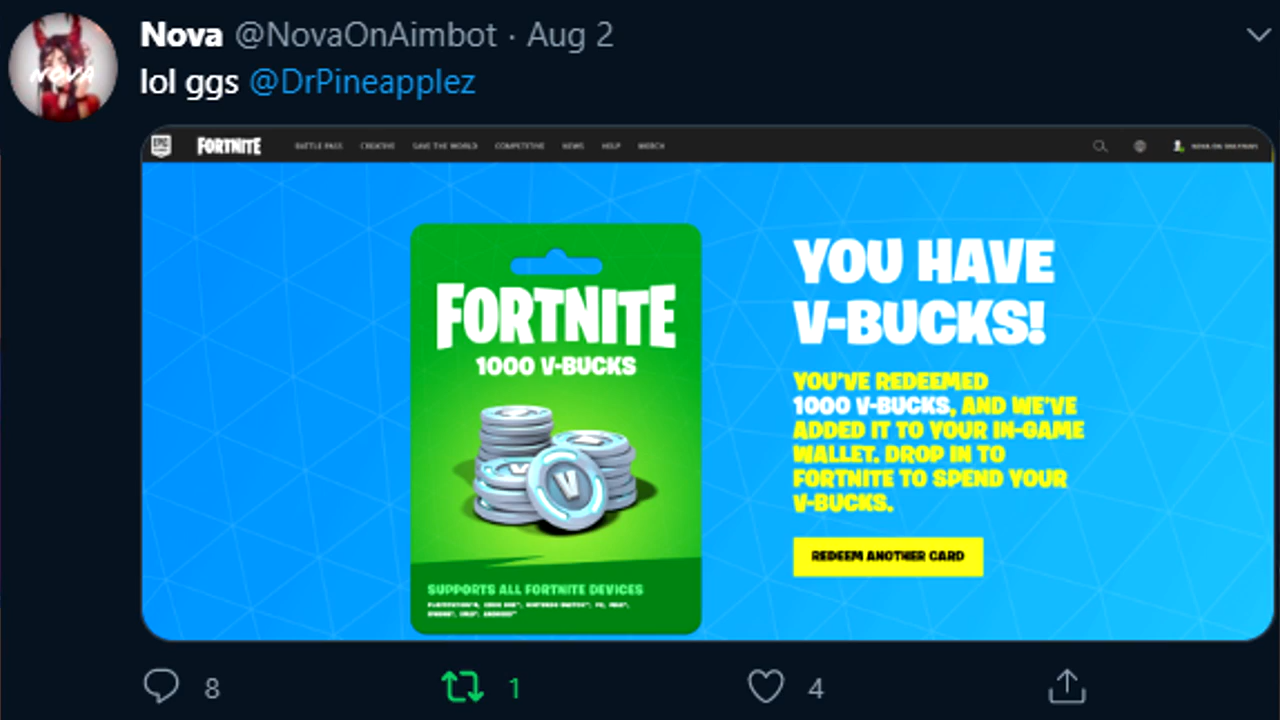 Nova @NovaOnAimbot · Aug 2
lol ggs @DrPineapplez
NOVA
EPIC
FORTNITE BATTLE PASS CREATIVE SAVE THE WORLD COMPETITIVE NEWS HELP MERCH
FORTNITE
1000 V-BUCKS
SUPPORTS ALL FORTNITE DEVICES
YOU HAVE
V-BUCKS!
YOU'VE REDEEMED
1000 V-BUCKS, AND WE'VE
ADDED IT TO YOUR IN-GAME
WALLET. DROP IN TO
FORTNITE TO SPEND YOUR
V-BUCKS.
REDEEM ANOTHER CARD
8 1 4